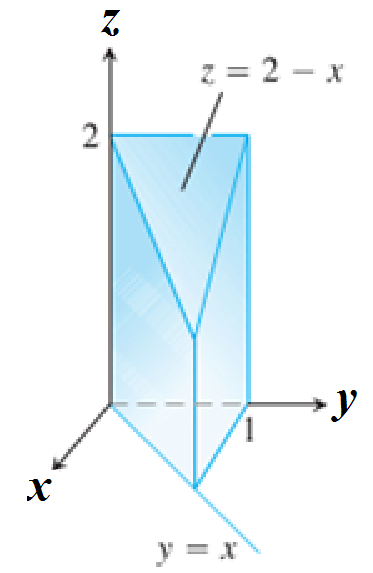 z
z = 2 − x
2
y
1
x
y = x